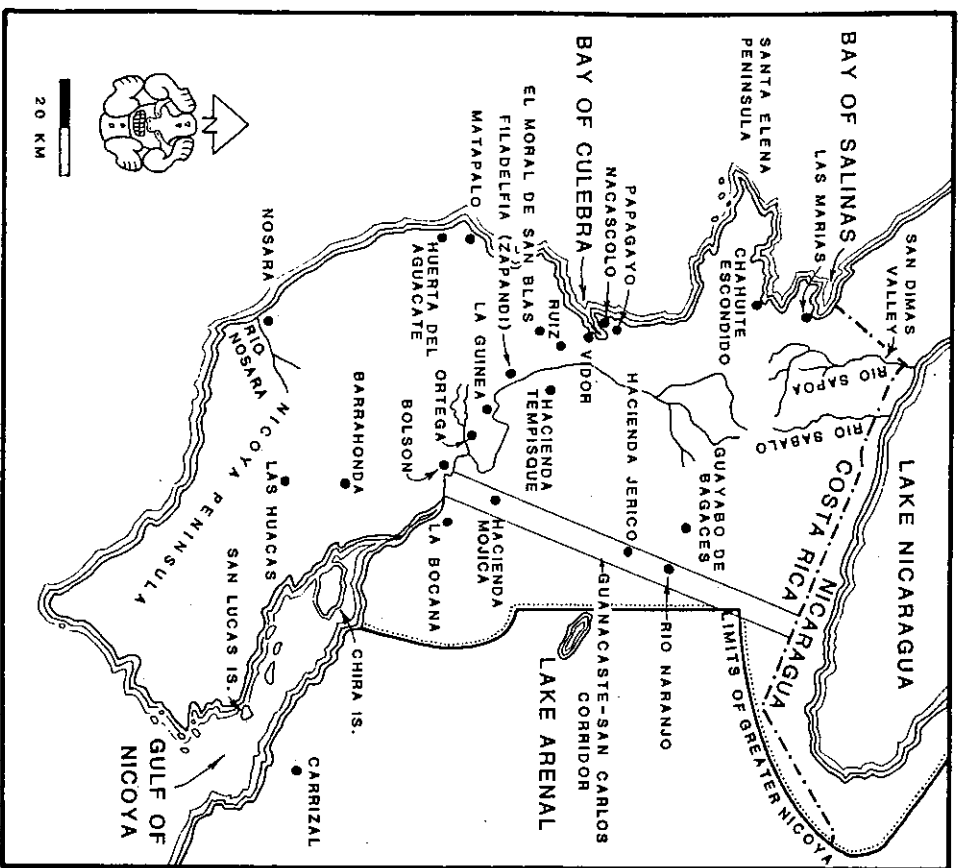 LAKE NICARAGUA
SAN DIMAS
VALLEY
BAY OF SALINAS
LAS MARIAS
SANTA ELENA
PENINSULA
RIO SAPOA
RIO SABALO
COSTA RICA
NICARAGUA
CHAHUITE
ESCONDIDO
GUAYABO DE
BAGACES
LIMITS OF GREATER NICOYA
PAPAGAYO
NACASCOLO
BAY OF CULEBRA
VIDOR
HACIENDA JERICO
RIO NARANJO
RUIZ
EL MORAL DE SAN BLAS
FILADELFIA (ZAPANDI)
MATAPALO
HACIENDA
TEMPISQUE
GUANACASTE-SAN CARLOS
CORRIDOR
LAKE ARENAL
LA GUINEA
HUERTA DEL
AGUACATE
ORTEGA
BOLSON
HACIENDA
MOJICA
LA BOCANA
BARRAHONDA
CHIRA IS.
NOSARA
RIO
NOSARA
NICOYA PENINSULA
LAS HUACAS
SAN LUCAS IS.
CARRIZAL
GULF OF
NICOYA
N
20 KM